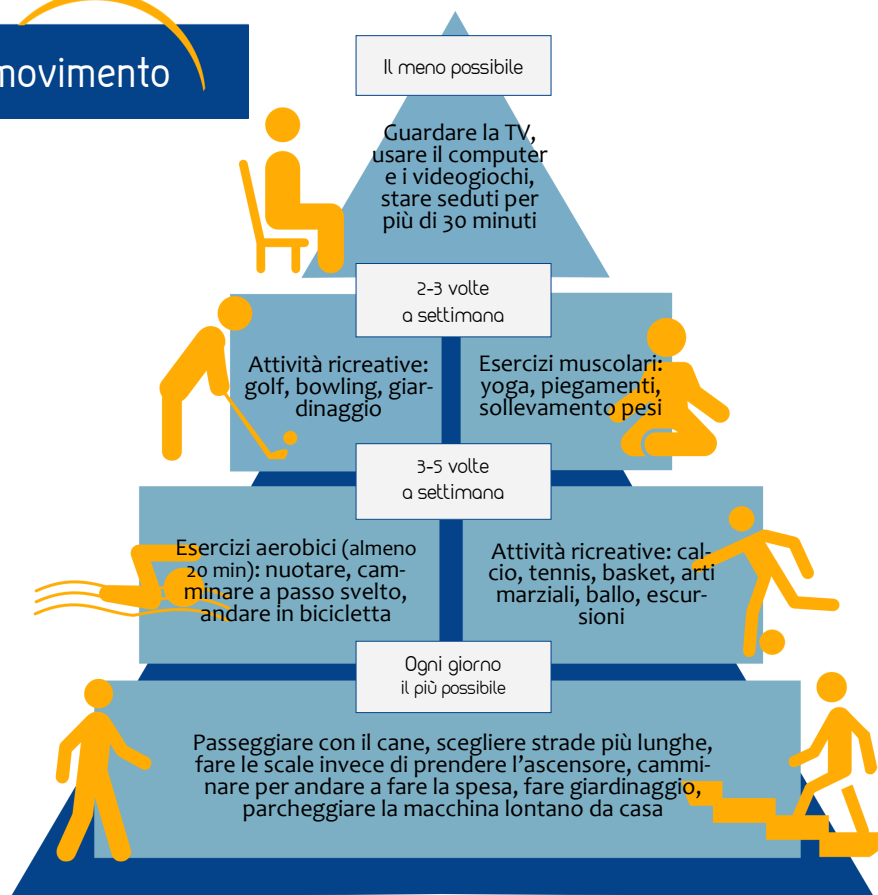 movimento
Il meno possibile
Guardare la TV,
usare il computer
e i videogiochi,
stare seduti per
più di 30 minuti
2-3 volte
a settimana
Attività ricreative:
golf, bowling, giar-
dinaggio
Esercizi muscolari:
yoga, piegamenti,
sollevamento pesi
3-5 volte
a settimana
Esercizi aerobici (almeno
20 min): nuotare, cam-
minare a passo svelto,
andare in bicicletta
Attività ricreative: cal-
cio, tennis, basket, arti
marziali, ballo, escur-
sioni
Ogni giorno
il più possibile
Passeggiare con il cane, scegliere strade più lunghe,
fare le scale invece di prendere l'ascensore, cammi-
nare per andare a fare la spesa, fare giardinaggio,
parcheggiare la macchina lontano da casa